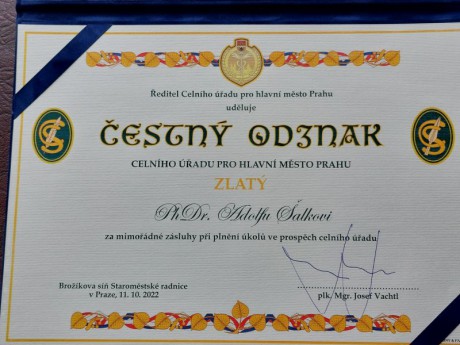 Ředitel Celního úřadu pro hlavní město Prahu
uděluje
ČESTNÝ ODZNAK
CELNÍHO ÚŘADU PRO HLAVNÍ MĚSTO PRAHU
ZLATÝ
PhDr. Adolfu Šalkovi
za mimořádné zásluhy při plnění úkolů ve prospěch celního úřadu
Brožíkova síň Staroměstské radnice
v Praze, 11. 10. 2022
plk. Mgr. Josef Vachtl